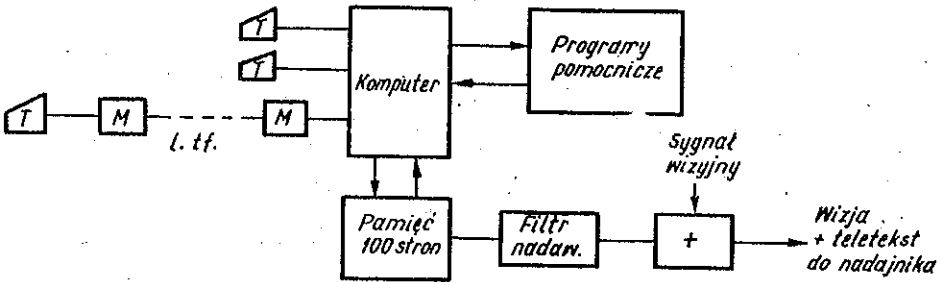 T
T
Komputer
Programy
pomocnicze
T
M
l. tf.
M
Sygnał
wizyjny
Pamięć
100 stron
Filtr
nadaw.
+
Wizja
+ teletekst
do nadajnika